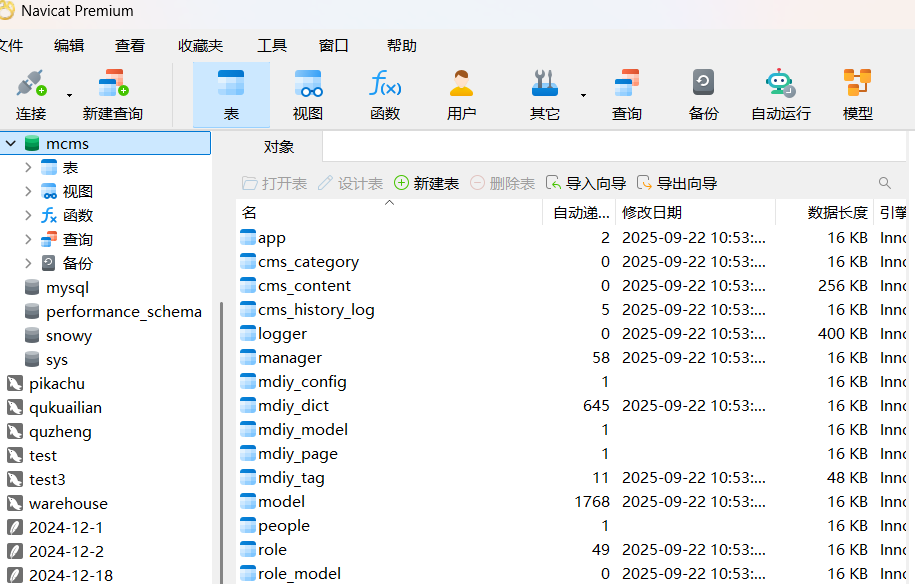 Navicat Premium
文件 编辑 查看 收藏夹 工具 窗口 帮助
连接 新建查询 表 视图 函数 用户 其它 查询 备份 自动运行 模型
mcms
表
视图
函数
查询
备份
mysql
performance_schema
snowy
sys
pikachu
qukuailian
quzheng
test
test3
warehouse
2024-12-1
2024-12-2
2024-12-18
对象
打开表 设计表 新建表 删除表 导入向导 导出向导
名 自动递... 修改日期 数据长度 引擎
app 2 2025-09-22 10:53:... 16 KB Inno
cms_category 0 2025-09-22 10:53:... 16 KB Inno
cms_content 0 2025-09-22 10:53:... 256 KB Inno
cms_history_log 5 2025-09-22 10:53:... 16 KB Inno
logger 0 2025-09-22 10:53:... 400 KB Inno
manager 58 2025-09-22 10:53:... 16 KB Inno
mdiy_config 1 16 KB Inno
mdiy_dict 645 2025-09-22 10:53:... 16 KB Inno
mdiy_model 1 16 KB Inno
mdiy_page 1 16 KB Inno
mdiy_tag 11 2025-09-22 10:53:... 48 KB Inno
model 1768 2025-09-22 10:53:... 16 KB Inno
people 1 16 KB Inno
role 49 2025-09-22 10:53:... 16 KB Inno
role_model 0 2025-09-22 10:53:... 16 KB Inno